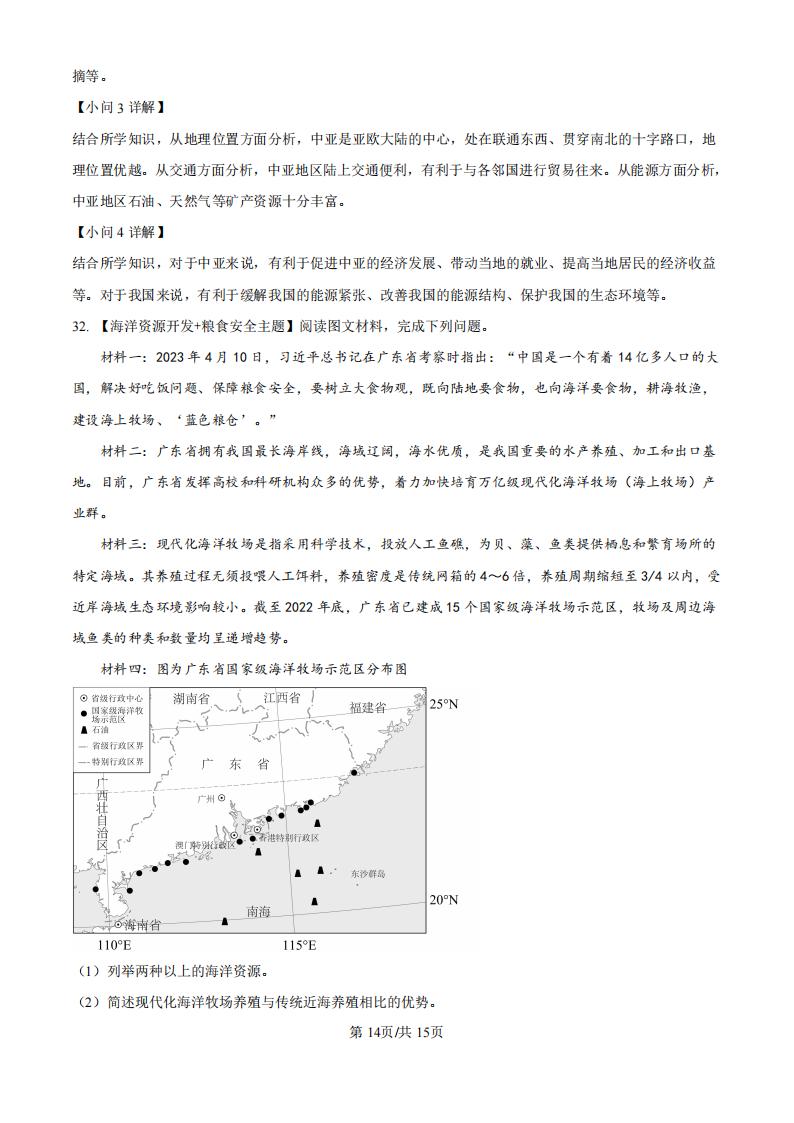 摘等。
【小问 3 详解】
结合所学知识，从地理位置方面分析，中亚是亚欧大陆的中心，处在联通东西、贯穿南北的十字路口，地
理位置优越。从交通方面分析，中亚地区陆上交通便利，有利于与各邻国进行贸易往来。从能源方面分析，
中亚地区石油、天然气等矿产资源十分丰富。
【小问 4 详解】
结合所学知识，对于中亚来说，有利于促进中亚的经济发展、带动当地的就业、提高当地居民的经济收益
等。对于我国来说，有利于缓解我国的能源紧张、改善我国的能源结构、保护我国的生态环境等。
32. 【海洋资源开发+粮食安全主题】阅读图文材料，完成下列问题。
材料一：2023 年 4 月 10 日，习近平总书记在广东省考察时指出：“中国是一个有着 14 亿多人口的大
国，解决好吃饭问题、保障粮食安全，要树立大食物观，既向陆地要食物，也向海洋要食物，耕海牧渔，
建设海上牧场、‘蓝色粮仓’。”
材料二：广东省拥有我国最长海岸线，海域辽阔，海水优质，是我国重要的水产养殖、加工和出口基
地。目前，广东省发挥高校和科研机构众多的优势，着力加快培育万亿级现代化海洋牧场（海上牧场）产
业群。
材料三：现代化海洋牧场是指采用科学技术，投放人工鱼礁，为贝、藻、鱼类提供栖息和繁育场所的
特定海域。其养殖过程无须投喂人工饵料，养殖密度是传统网箱的 4～6 倍，养殖周期缩短至 3/4 以内，受
近岸海域生态环境影响较小。截至 2022 年底，广东省已建成 15 个国家级海洋牧场示范区，牧场及周边海
域鱼类的种类和数量均呈递增趋势。
材料四：图为广东省国家级海洋牧场示范区分布图
省级行政中心
国家级海洋牧
场示范区
石油
省级行政区界
特别行政区界
湖南省
江西省
福建省
25°N
广 东 省
广西壮自治区
广州
澳门特别行政区
香港特别行政区
东沙群岛
20°N
南海
海南省
110°E
115°E
（1）列举两种以上的海洋资源。
（2）简述现代化海洋牧场养殖与传统近海养殖相比的优势。
第 14页/共 15页